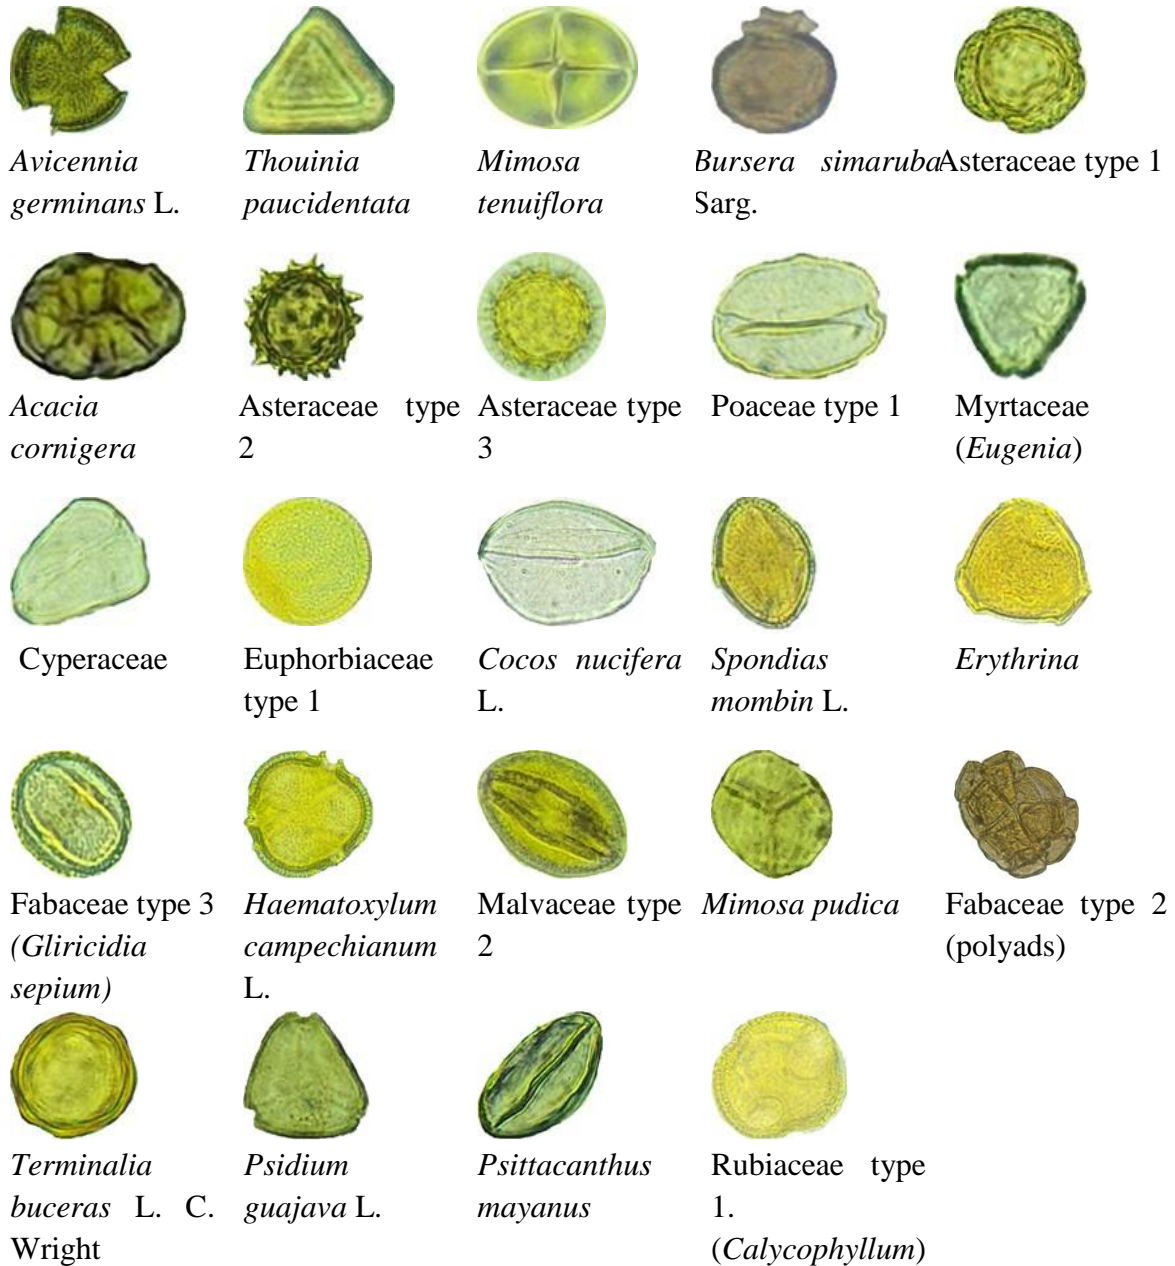 Avicennia
germinans L.
Thouinia
paucidentata
Mimosa
tenuiflora
Bursera simaruba
Sarg.
Asteraceae type 1
Acacia
cornigera
Asteraceae type
2
Asteraceae type
3
Poaceae type 1
Myrtaceae
(Eugenia)
Cyperaceae
Euphorbiaceae
type 1
Cocos nucifera
L.
Spondias
mombin L.
Erythrina
Fabaceae type 3
(Gliricidia
sepium)
Haematoxylum
campechianum
L.
Malvaceae type
2
Mimosa pudica
Fabaceae type 2
(polyads)
Terminalia
buceras L. C.
Wright
Psidium
guajava L.
Psittacanthus
mayanus
Rubiaceae type
1.
(Calycophyllum)